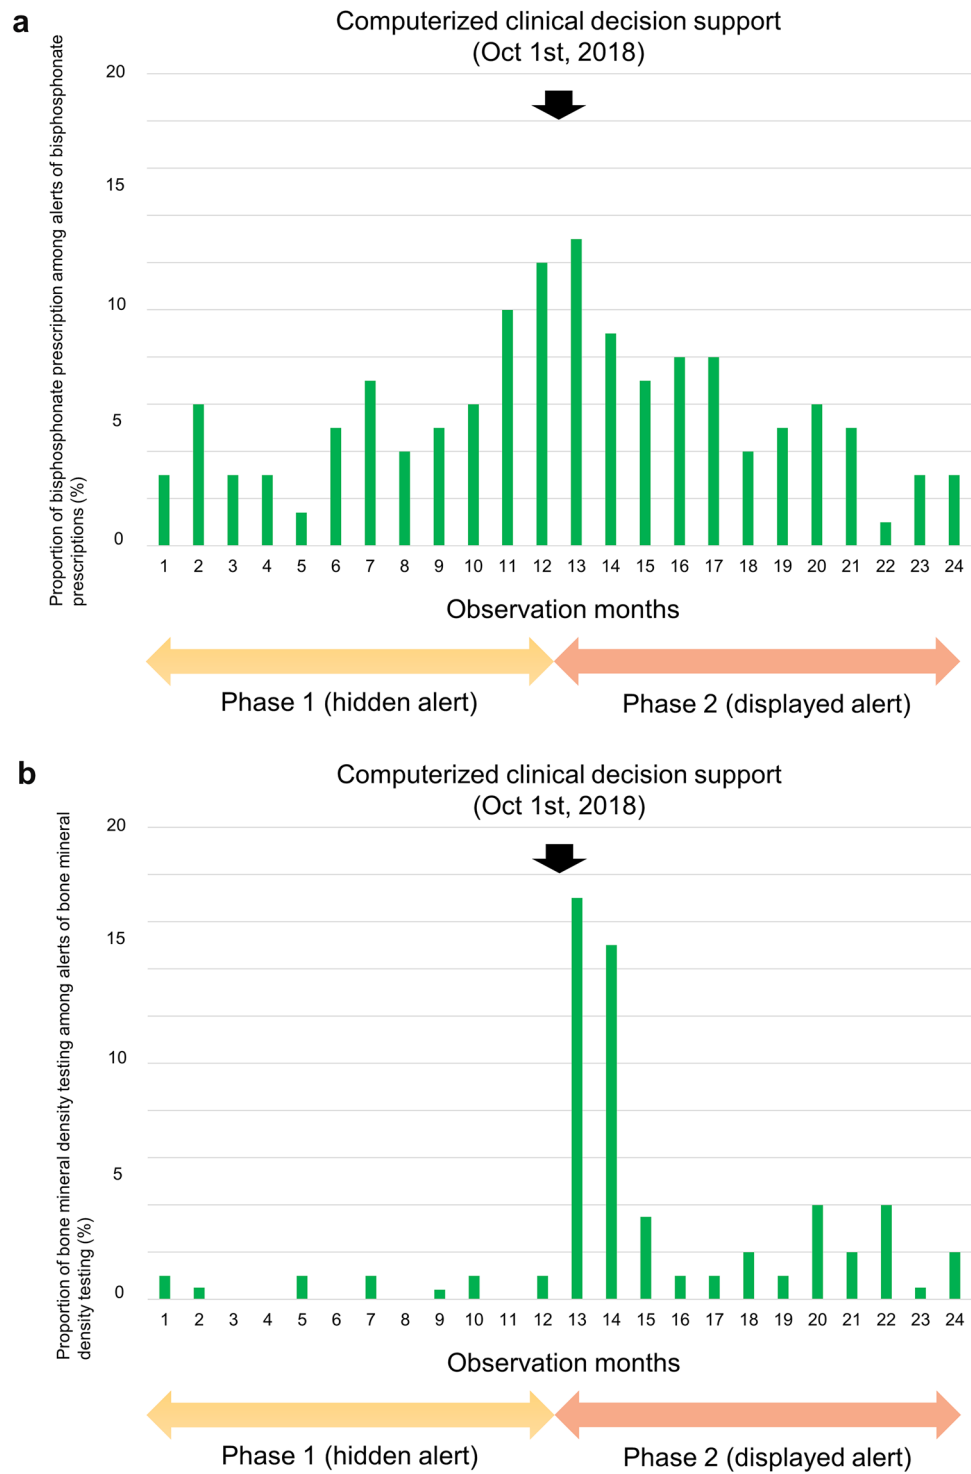 a
Computerized clinical decision support
(Oct 1st, 2018)
Proportion of bisphosphonate prescription among alerts of bisphosphonate
prescriptions (%)
20
15
10
5
0
1 2 3 4 5 6 7 8 9 10 11 12 13 14 15 16 17 18 19 20 21 22 23 24
Observation months
Phase 1 (hidden alert)
Phase 2 (displayed alert)
b
Computerized clinical decision support
(Oct 1st, 2018)
Proportion of bone mineral density testing among alerts of bone mineral
density testing (%)
20
15
10
5
0
1 2 3 4 5 6 7 8 9 10 11 12 13 14 15 16 17 18 19 20 21 22 23 24
Observation months
Phase 1 (hidden alert)
Phase 2 (displayed alert)